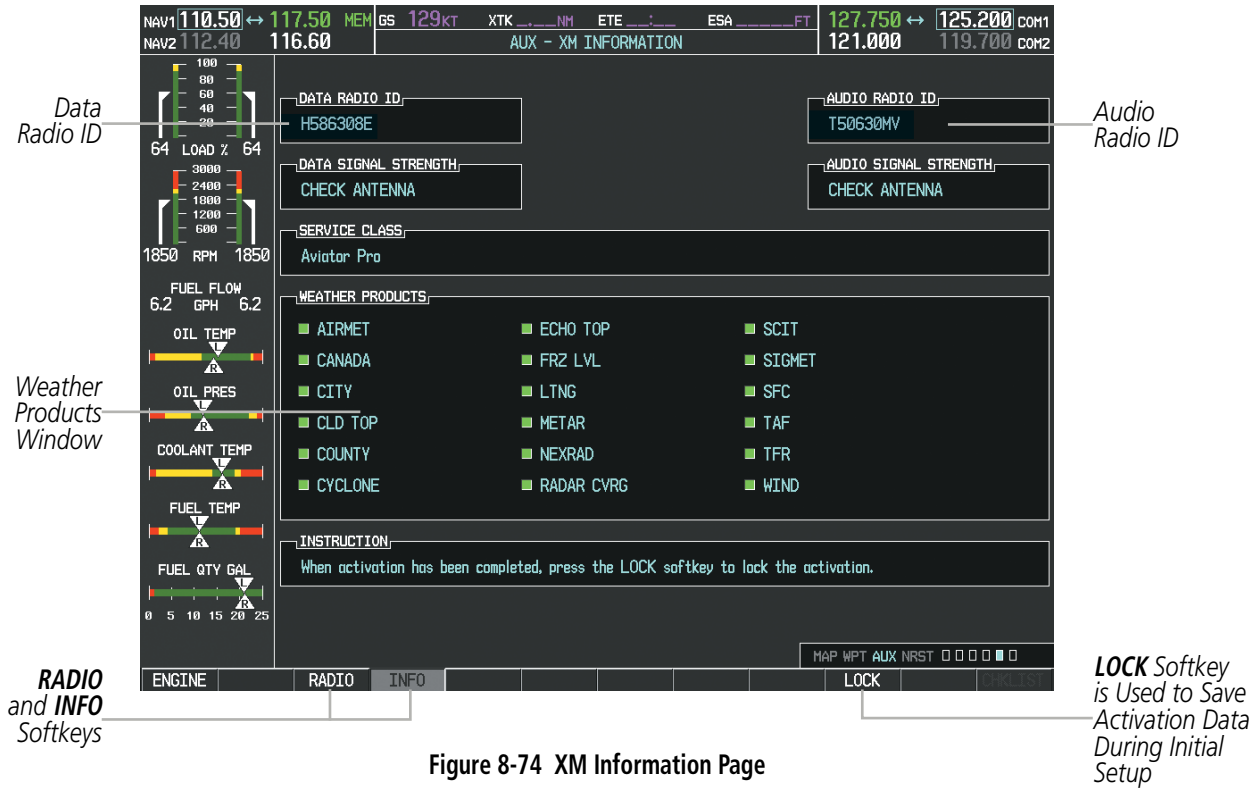 NAV1 110.50 ↔ 117.50 MEM GS 129KT XTK _._NM ETE __:__ ESA _____FT 127.750 ↔ 125.200 COM1
NAV2 112.40 116.60 AUX - XM INFORMATION 121.000 119.700 COM2
100
80
60
40
20
64 LOAD % 64
3000
2400
1800
1200
600
1850 RPM 1850
FUEL FLOW
6.2 GPH 6.2
OIL TEMP
L
R
OIL PRES
L
R
COOLANT TEMP
L
R
FUEL TEMP
L
R
FUEL QTY GAL
L
R
0 5 10 15 20 25
DATA RADIO ID
H586308E
AUDIO RADIO ID
T50630MV
DATA SIGNAL STRENGTH
CHECK ANTENNA
AUDIO SIGNAL STRENGTH
CHECK ANTENNA
SERVICE CLASS
Aviator Pro
WEATHER PRODUCTS
AIRMET ECHO TOP SCIT
CANADA FRZ LVL SIGMET
CITY LTNG SFC
CLD TOP METAR TAF
COUNTY NEXRAD TFR
CYCLONE RADAR CVRG WIND
INSTRUCTION
When activation has been completed, press the LOCK softkey to lock the activation.
MAP WPT AUX NRST
ENGINE RADIO INFO LOCK CHKLIST
Data
Radio ID
Audio
Radio ID
Weather
Products
Window
RADIO
and INFO
Softkeys
LOCK Softkey
is Used to Save
Activation Data
During Initial
Setup
Figure 8-74 XM Information Page